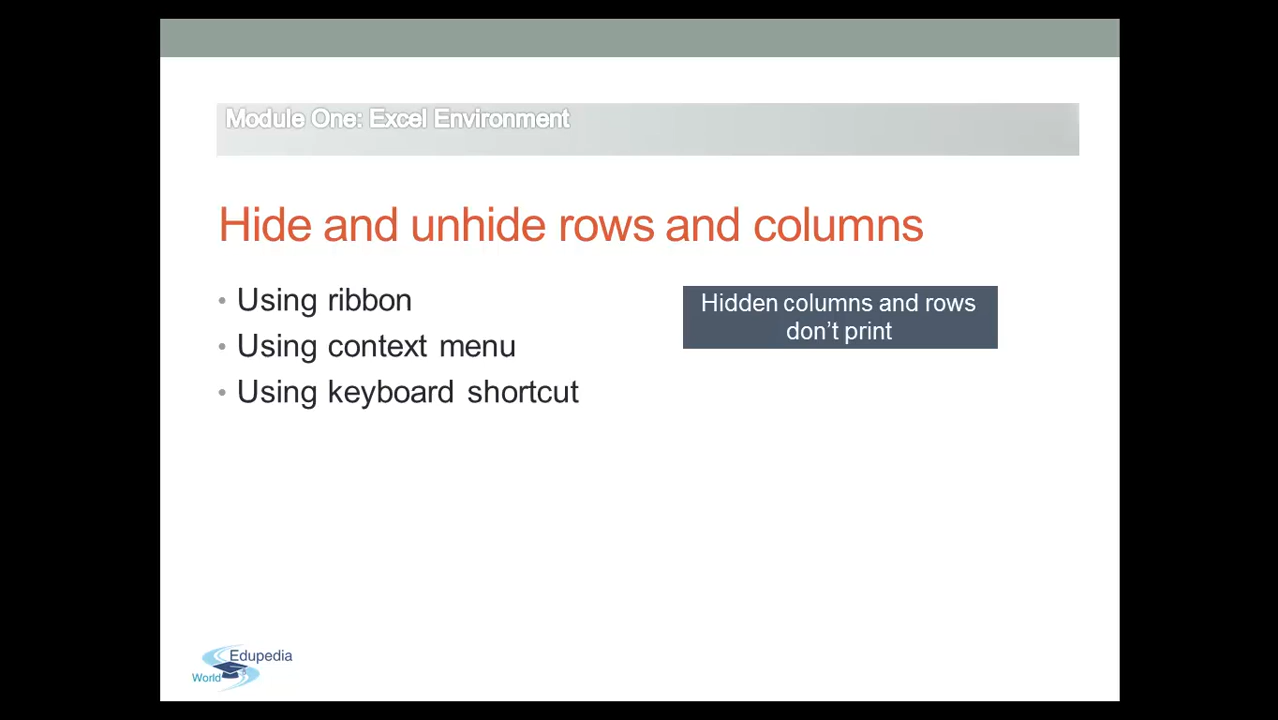 Module One: Excel Environment
Hide and unhide rows and columns
• Using ribbon
• Using context menu
• Using keyboard shortcut
Hidden columns and rows
don’t print
Edupedia
World